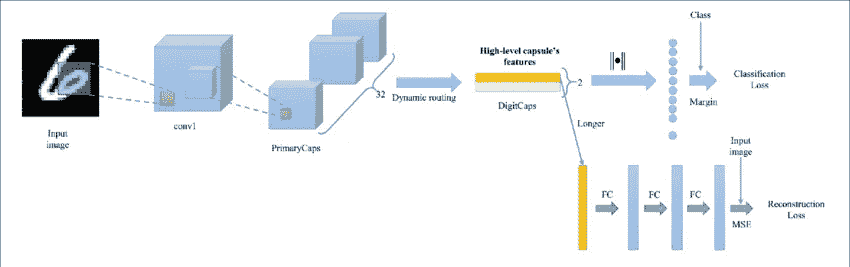 Input
image
conv1
PrimaryCaps
32
Dynamic routing
High-level capsule's
features
DigitCaps
2
Longer
||•||
Class
Margin
Classification
Loss
FC
FC
FC
Input
image
MSE
Reconstruction
Loss